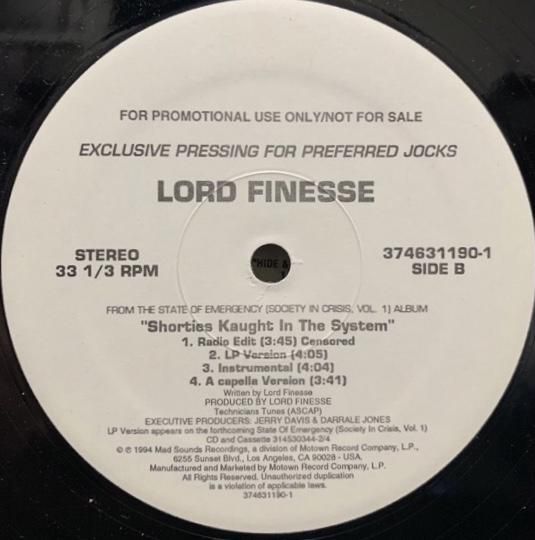 FOR PROMOTIONAL USE ONLY/NOT FOR SALE
EXCLUSIVE PRESSING FOR PREFERRED JOCKS
LORD FINESSE
STEREO
33 1/3 RPM
374631190-1
SIDE B
FROM THE STATE OF EMERGENCY (SOCIETY IN CRISIS, VOL. 1) ALBUM
"Shorties Kaught In The System"
1. Radio Edit (3:45) Censored
2. LP Version (4:05)
3. Instrumental (4:04)
4. A capella Version (3:41)
Written by Lord Finesse
PRODUCED BY LORD FINESSE
Technicians Tunes (ASCAP)
EXECUTIVE PRODUCERS: JERRY DAVIS & DARRALE JONES
LP Version appears on the forthcoming State Of Emergency (Society In Crisis, Vol. 1)
CD and Cassette 314530344-2/4
© ℗ 1994 Mad Sounds Recordings, a division of Motown Record Company, L.P.,
6255 Sunset Blvd., Los Angeles, CA 90028 - USA.
Manufactured and Marketed by Motown Record Company, L.P.
All Rights Reserved. Unauthorized duplication
is a violation of applicable laws.
374631190-1